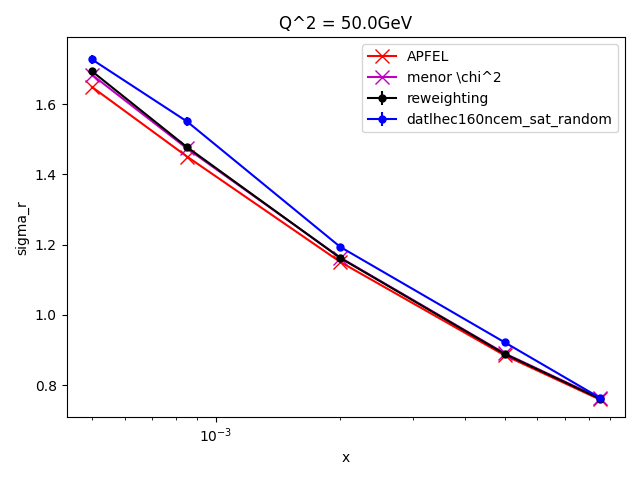 Q^2 = 50.0GeV
APFEL
menor \chi^2
reweighting
datlhec160ncem_sat_random
sigma_r
1.6
1.4
1.2
1.0
0.8
10⁻³
x